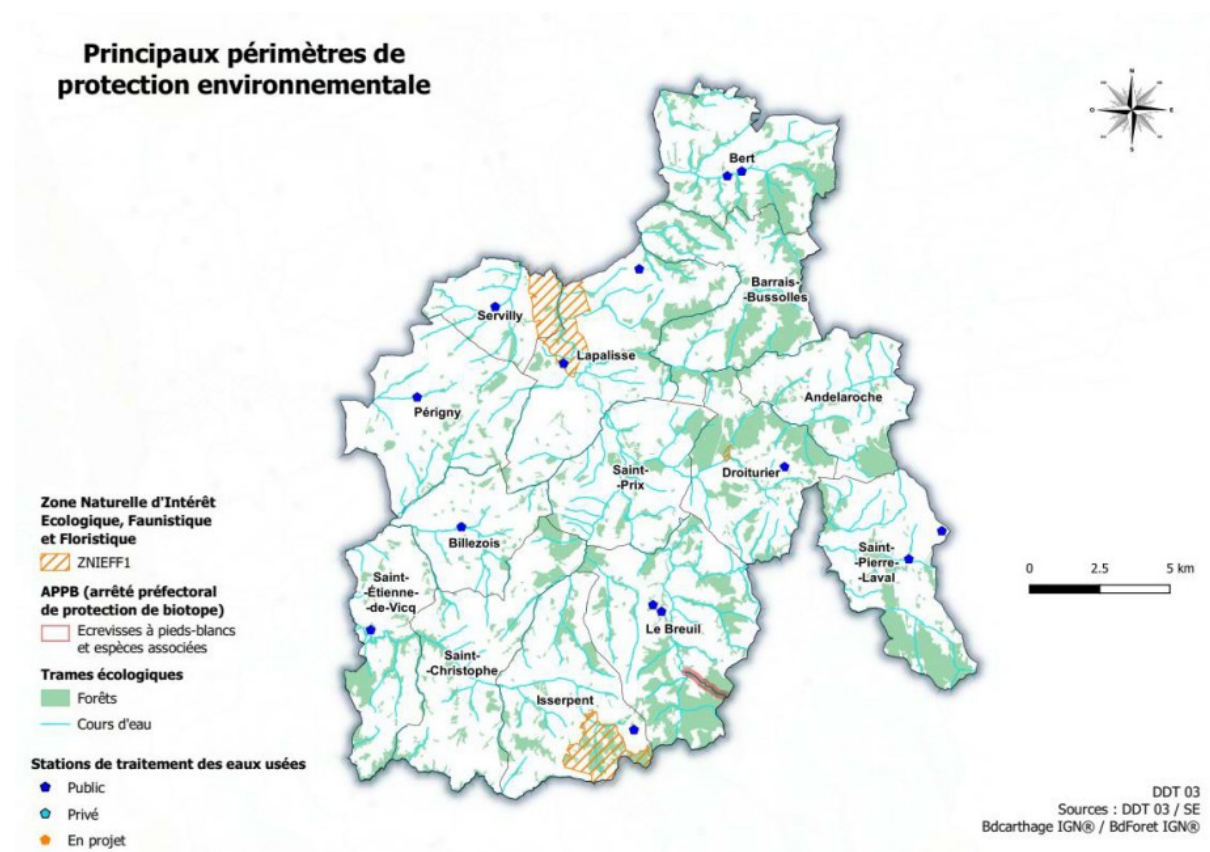 Principaux périmètres de
protection environnementale
N
O
E
S
Bert
Barrais-
-Bussolles
Servilly
Lapalisse
Andelaroche
Périgny
Saint-
-Prix
Droiturier
Billezois
Saint-
-Pierre-
-Laval
Saint-
-Étienne-
-de-Vicq
Le Breuil
Saint-
-Christophe
Isserpent
Zone Naturelle d'Intérêt
Ecologique, Faunistique
et Floristique
ZNIEFF1
APPB (arrêté préfectoral
de protection de biotope)
Ecrevisses à pieds-blancs
et espèces associées
Trames écologiques
Forêts
Cours d'eau
Stations de traitement des eaux usées
Public
Privé
En projet
0 2.5 5 km
DDT 03
Sources : DDT 03 / SE
Bdcarthage IGN® / BdForet IGN®